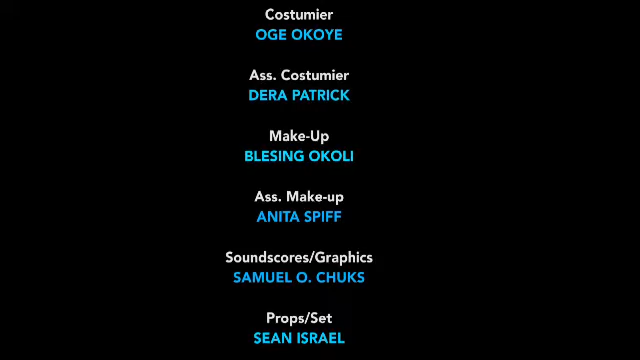 Costumier
OGE OKOYE
Ass. Costumier
DERA PATRICK
Make-Up
BLESING OKOLI
Ass. Make-up
ANITA SPIFF
Soundscores/Graphics
SAMUEL O. CHUKS
Props/Set
SEAN ISRAEL